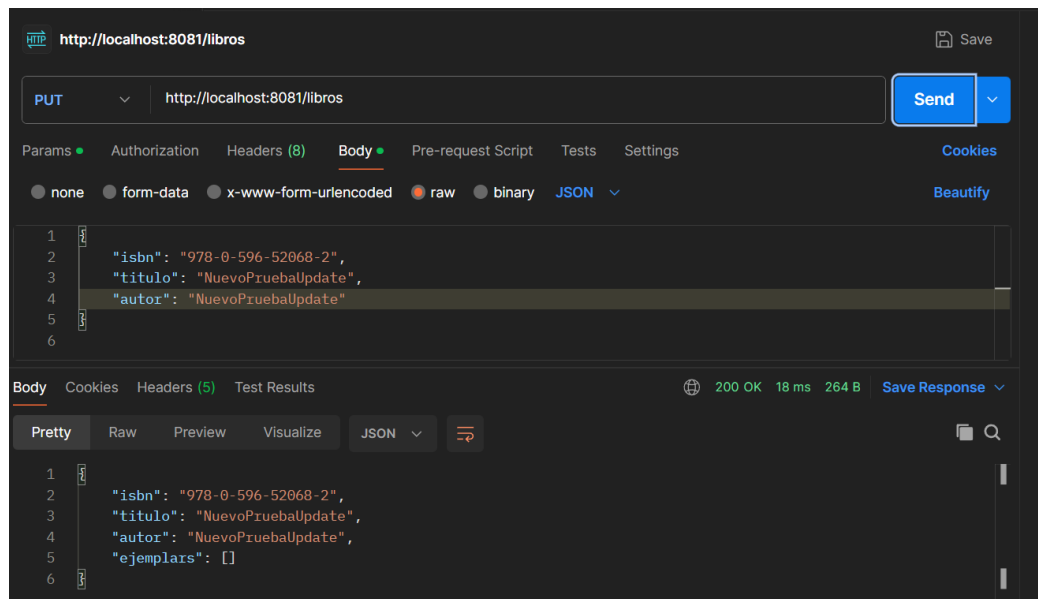 HTTP http://localhost:8081/libros Save
PUT http://localhost:8081/libros Send
Params Authorization Headers (8) Body Pre-request Script Tests Settings Cookies
none form-data x-www-form-urlencoded raw binary JSON Beautify
1 {
2 "isbn": "978-0-596-52068-2",
3 "titulo": "NuevoPruebaUpdate",
4 "autor": "NuevoPruebaUpdate"
5 }
6
Body Cookies Headers (5) Test Results 200 OK 18 ms 264 B Save Response
Pretty Raw Preview Visualize JSON
1 {
2 "isbn": "978-0-596-52068-2",
3 "titulo": "NuevoPruebaUpdate",
4 "autor": "NuevoPruebaUpdate",
5 "ejemplars": []
6 }